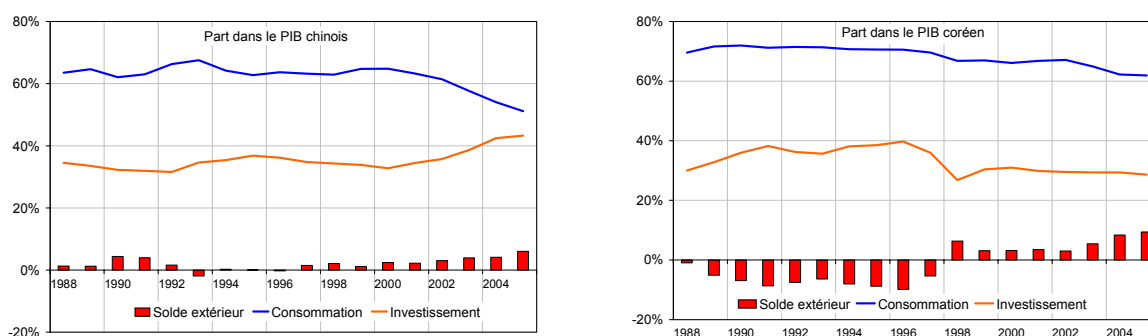 Part dans le PIB chinois
80%
60%
40%
20%
0%
-20%
1988 1990 1992 1994 1996 1998 2000 2002 2004
Solde extérieur Consommation Investissement
Part dans le PIB coréen
80%
60%
40%
20%
0%
-20%
Solde extérieur Consommation Investissement
1988 1990 1992 1994 1996 1998 2000 2002 2004